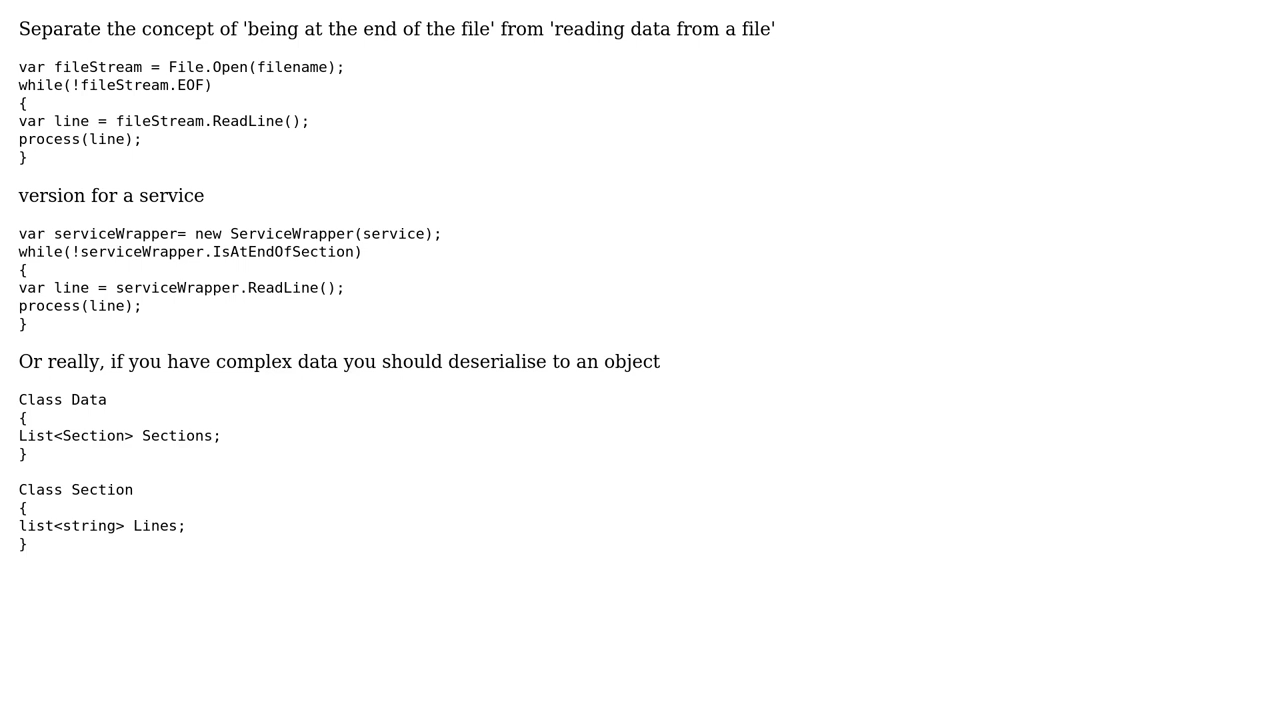 Separate the concept of 'being at the end of the file' from 'reading data from a file'
var fileStream = File.Open(filename);
while(!fileStream.EOF)
{
var line = fileStream.ReadLine();
process(line);
}
version for a service
var serviceWrapper= new ServiceWrapper(service);
while(!serviceWrapper.IsAtEndOfSection)
{
var line = serviceWrapper.ReadLine();
process(line);
}
Or really, if you have complex data you should deserialise to an object
Class Data
{
List<Section> Sections;
}
Class Section
{
list<string> Lines;
}